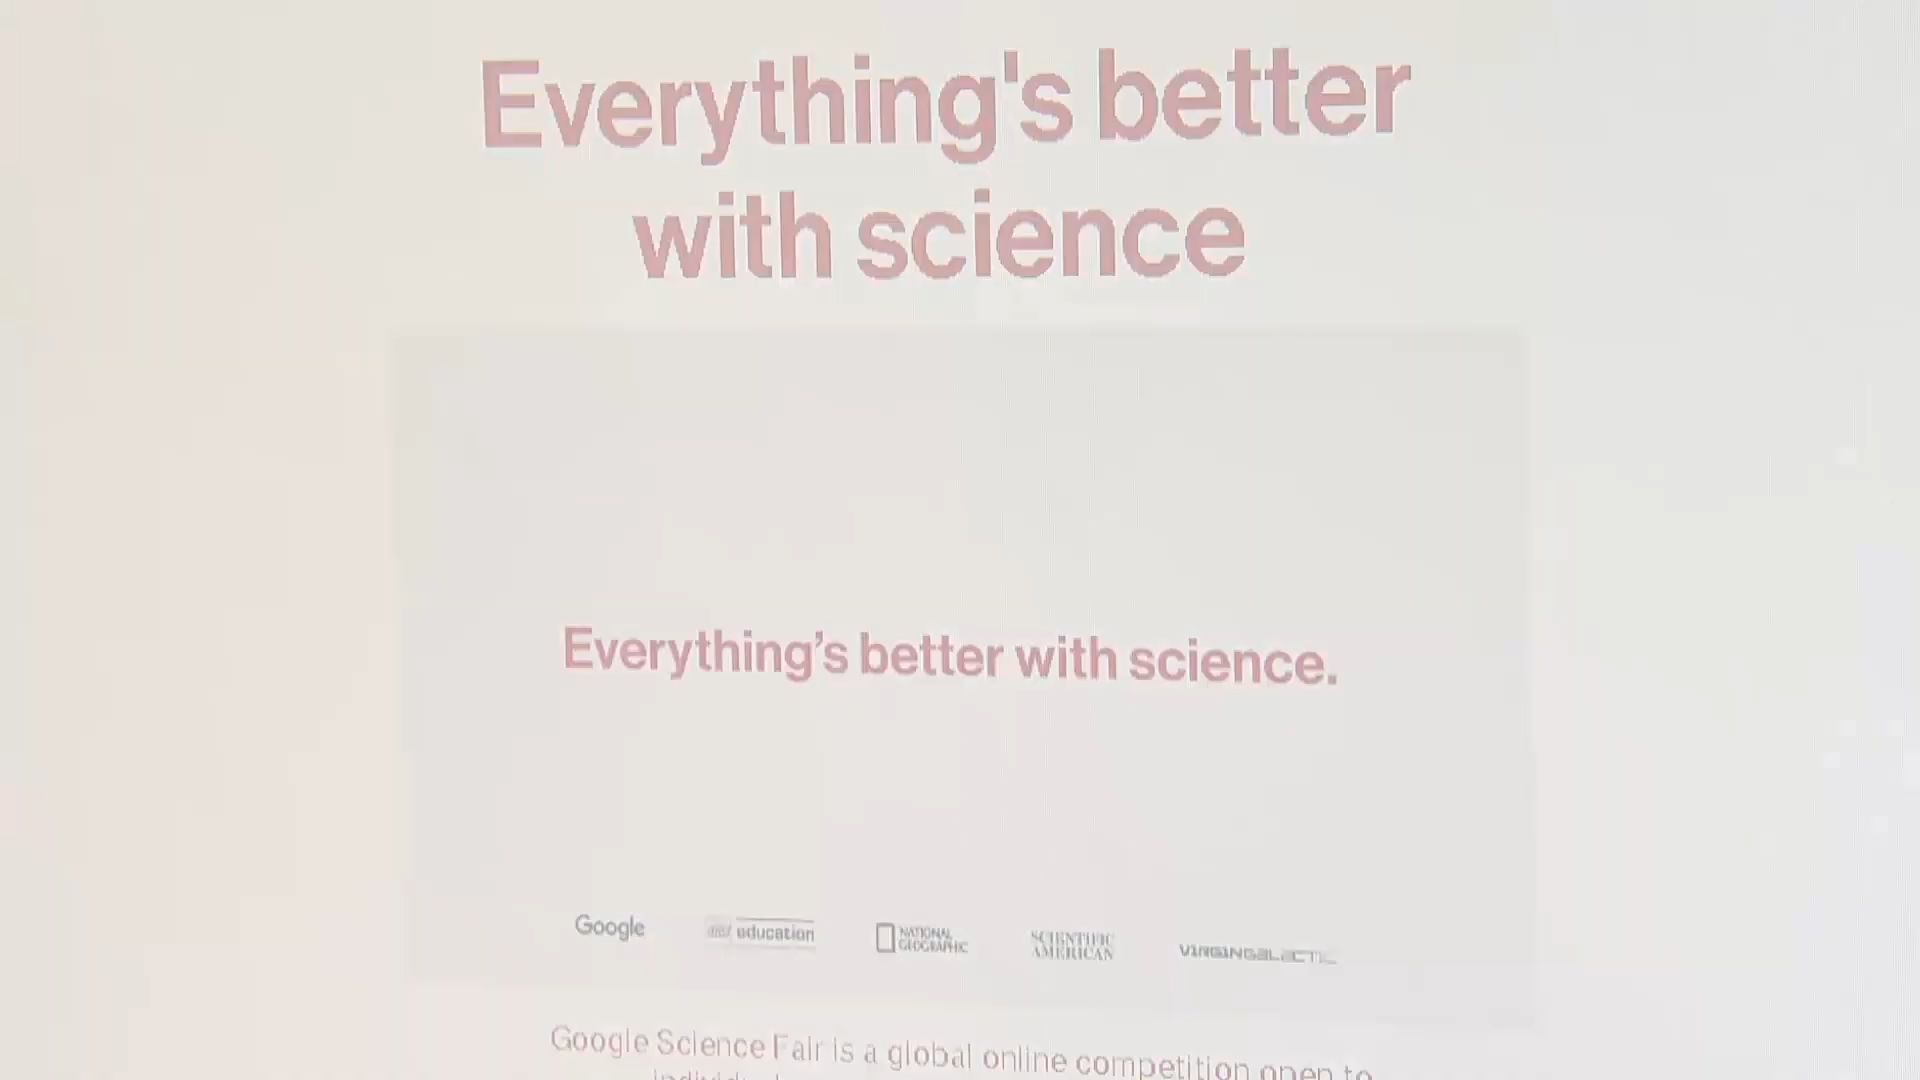 Everything's better
with science
Everything’s better with science.
Google
education
NATIONAL
GEOGRAPHIC
SCIENTIFIC
AMERICAN
VIRGINGALACTIC
Google Science Fair is a global online competition open to